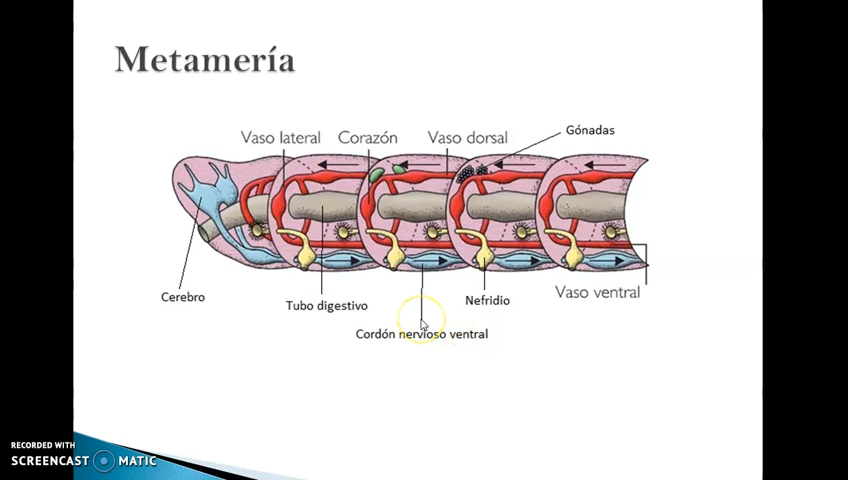 Metamería
Vaso lateral
Corazón
Vaso dorsal
Gónadas
Cerebro
Tubo digestivo
Nefridio
Vaso ventral
Cordón nervioso ventral
RECORDED WITH
SCREENCAST MATIC